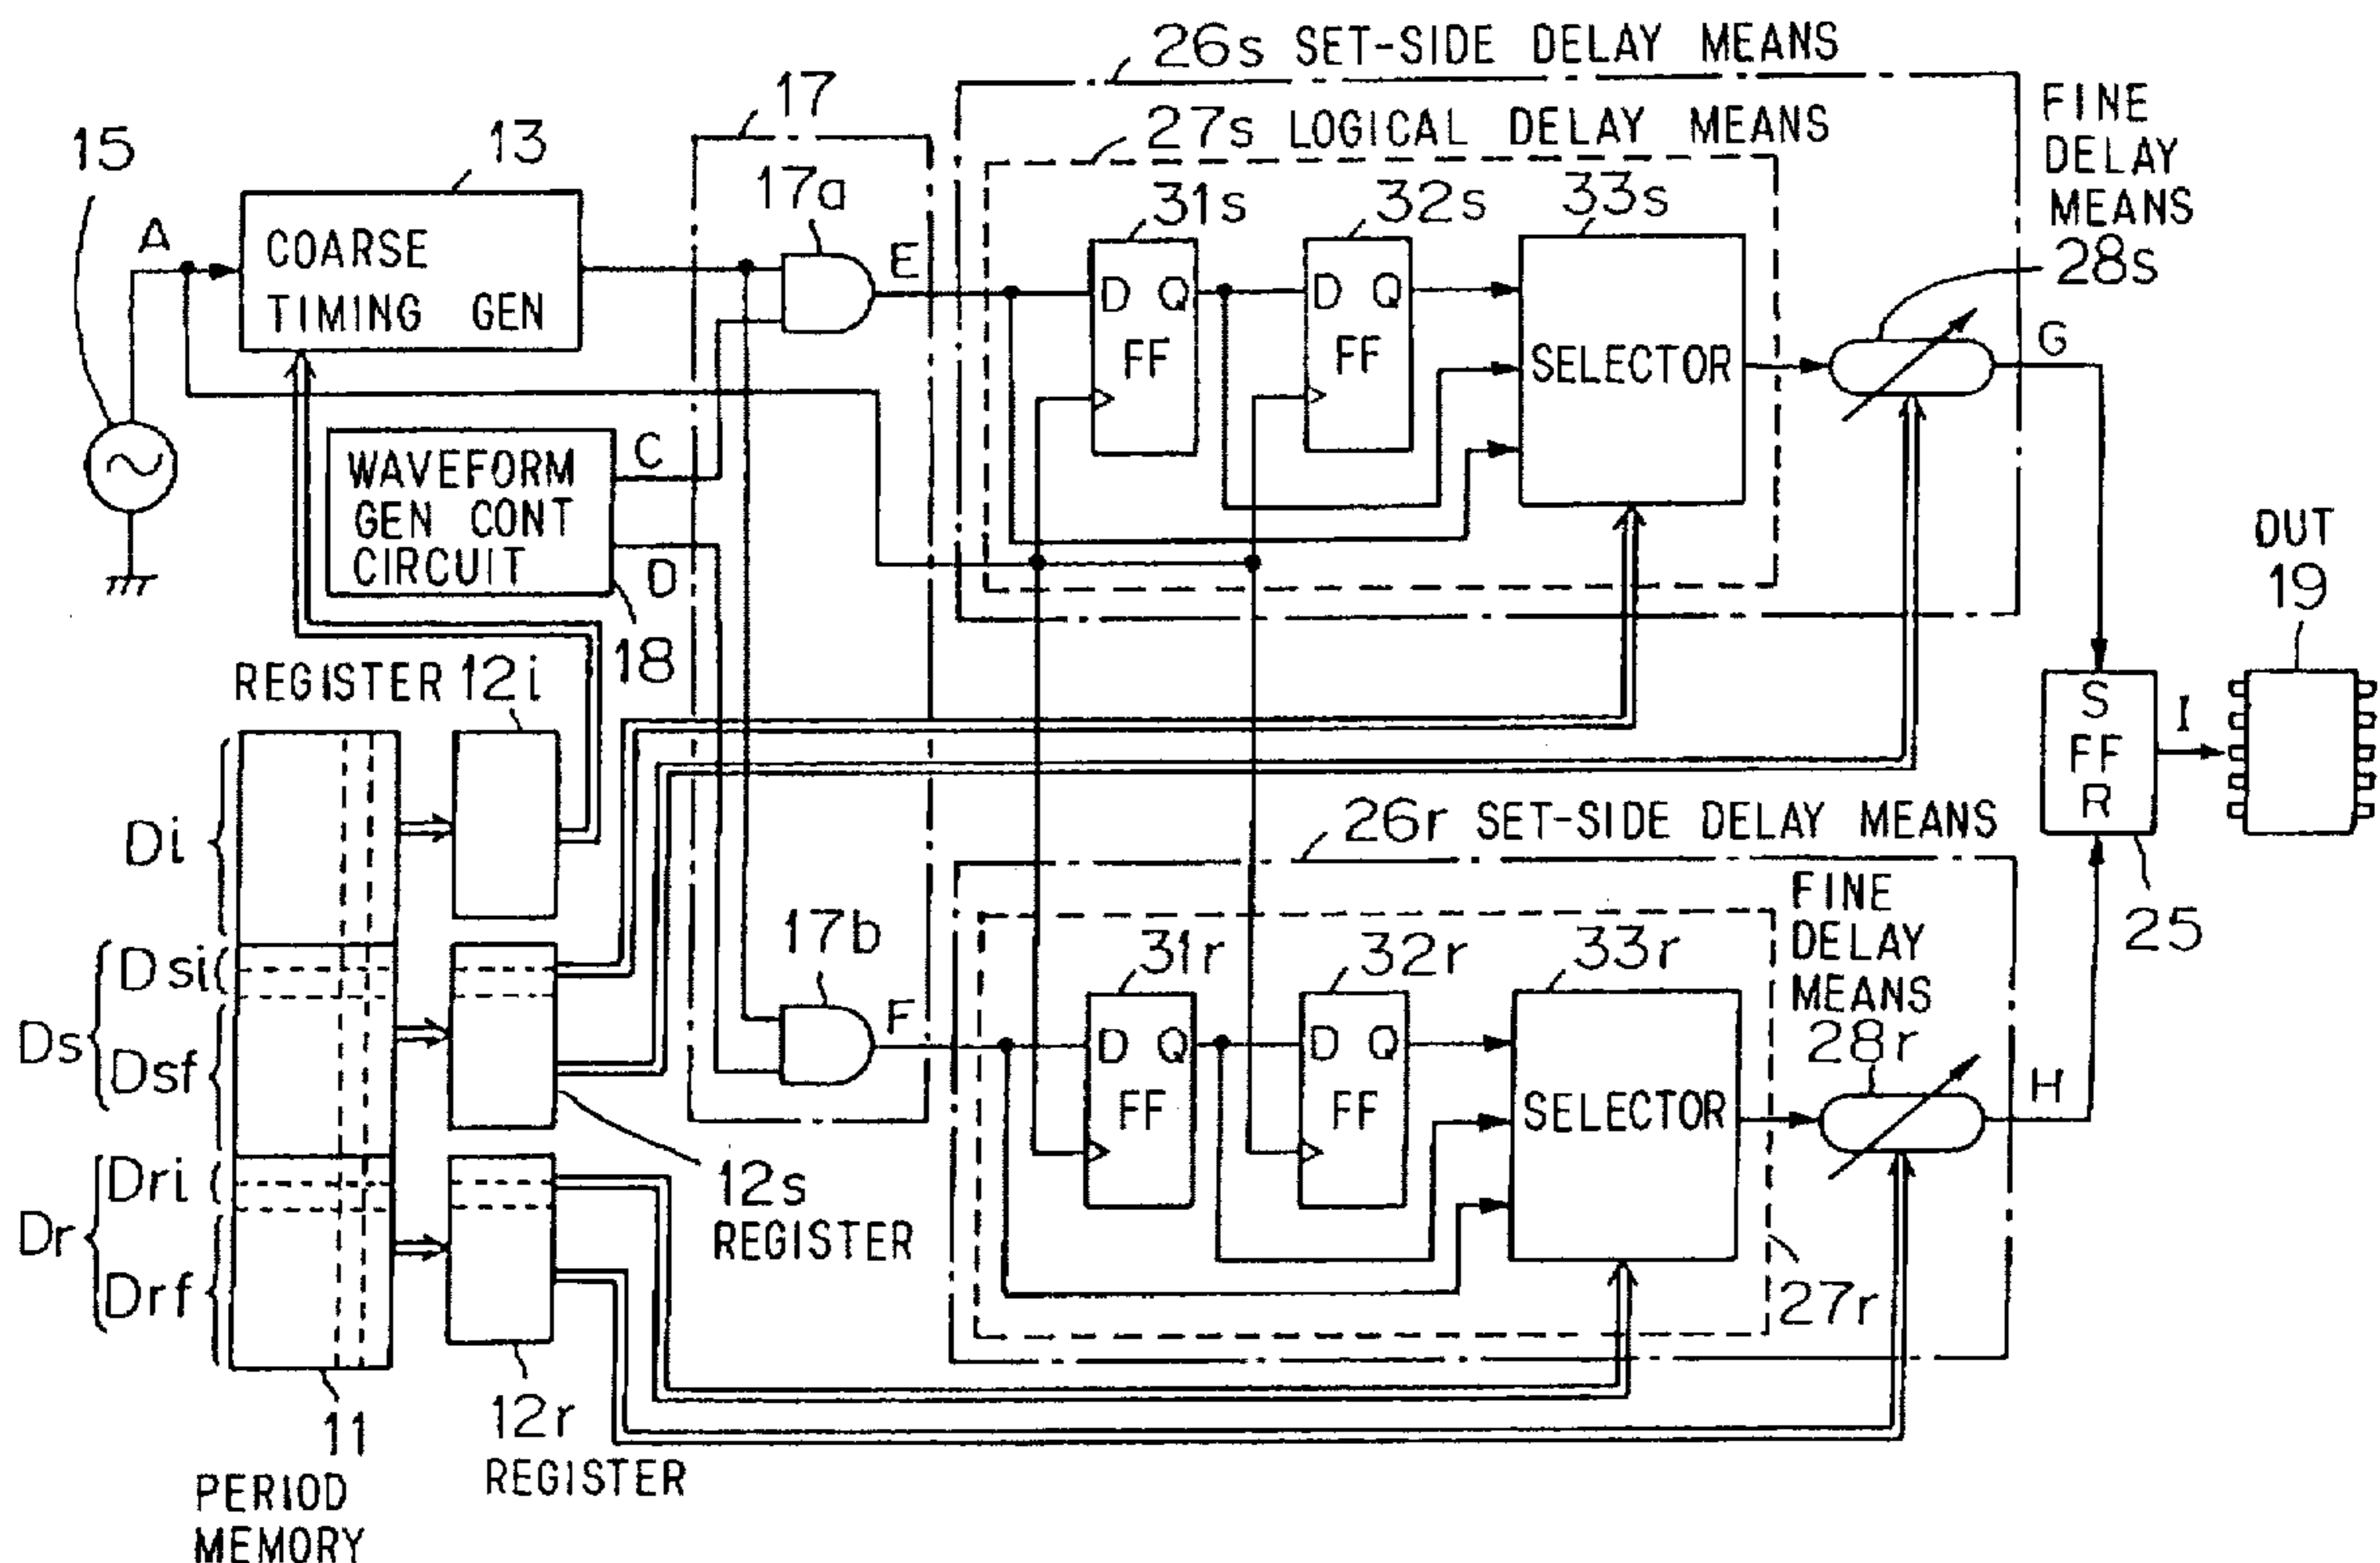 26s SET-SIDE DELAY MEANS
17
FINE
DELAY
MEANS
28s
27s LOGICAL DELAY MEANS
15
13
17a
31s
32s
33s
A
COARSE
TIMING GEN
E
D Q
FF
D Q
FF
SELECTOR
G
WAVEFORM
GEN CONT
CIRCUIT
C
D
18
DUT
19
REGISTER 12i
S
FF
R
I
25
Di
26r SET-SIDE DELAY MEANS
FINE
DELAY
MEANS
28r
17b
31r
32r
33r
Ds
Dsi
Dsf
F
D Q
FF
D Q
FF
SELECTOR
H
12s
REGISTER
Dr
Dri
Drf
27r
11
PERIOD
MEMORY
12r
REGISTER